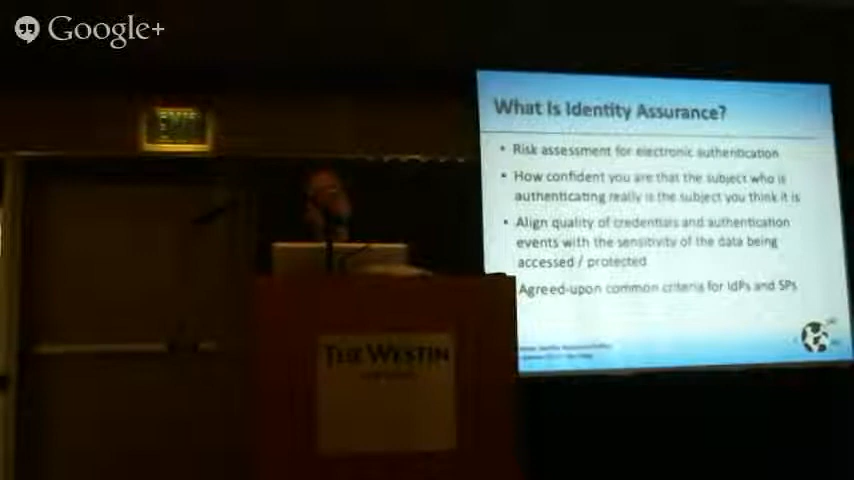 Google+
EXIT
What Is Identity Assurance?
• Risk assessment for electronic authentication
• How confident you are that the subject who is
authenticating really is the subject you think it is
• Align quality of credentials and authentication
events with the sensitivity of the data being
accessed / protected
Agreed-upon common criteria for IdPs and SPs
THE WESTIN